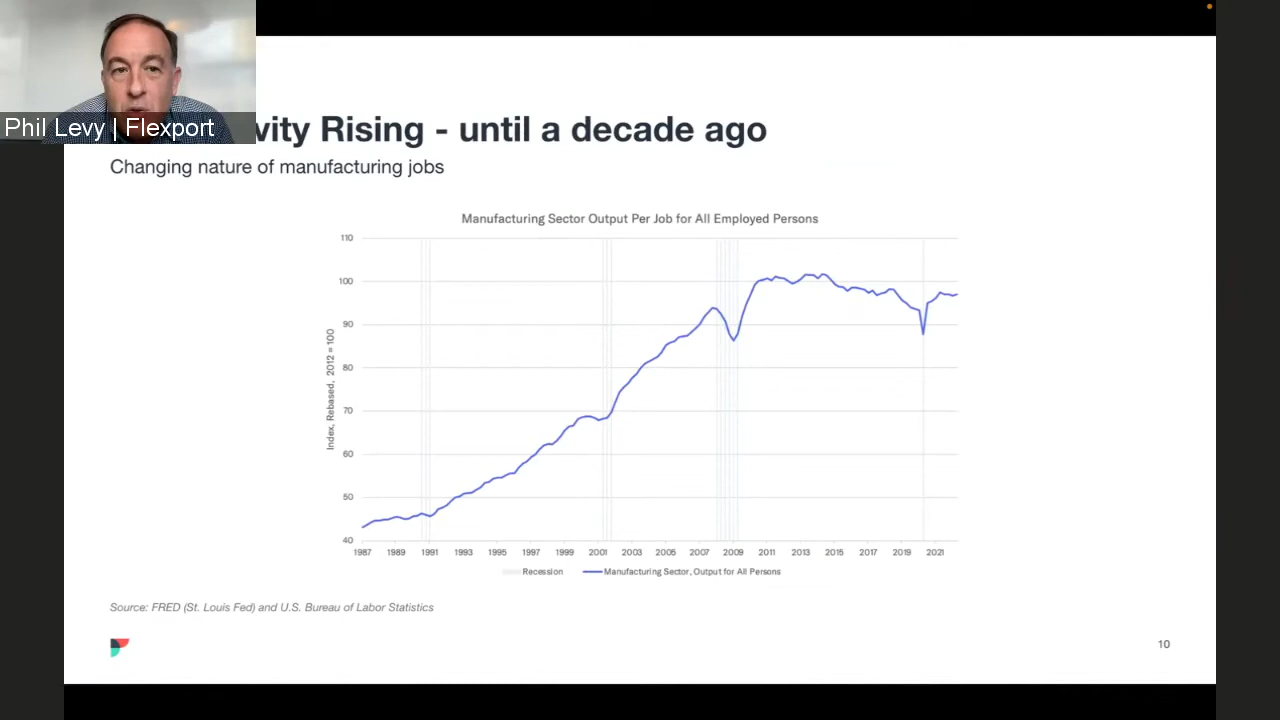 Phil Levy | Flexport
vity Rising - until a decade ago
Changing nature of manufacturing jobs
Manufacturing Sector Output Per Job for All Employed Persons
110
100
90
80
70
60
50
40
Index, Rebased, 2012 = 100
1987 1989 1991 1993 1995 1997 1999 2001 2003 2005 2007 2009 2011 2013 2015 2017 2019 2021
Recession Manufacturing Sector, Output for All Persons
Source: FRED (St. Louis Fed) and U.S. Bureau of Labor Statistics
10